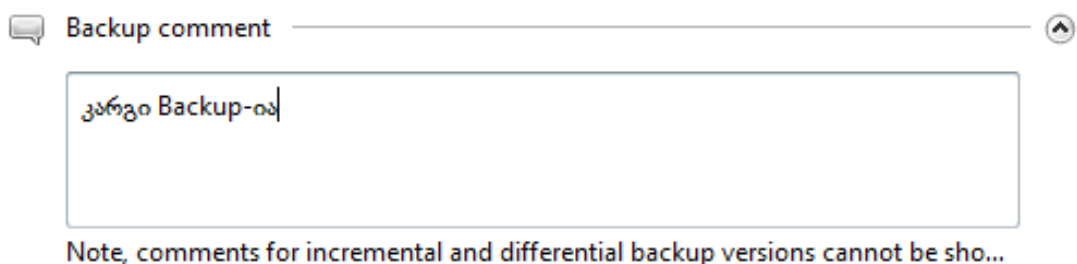 Backup comment
კარგი Backup-ია
Note, comments for incremental and differential backup versions cannot be sho...